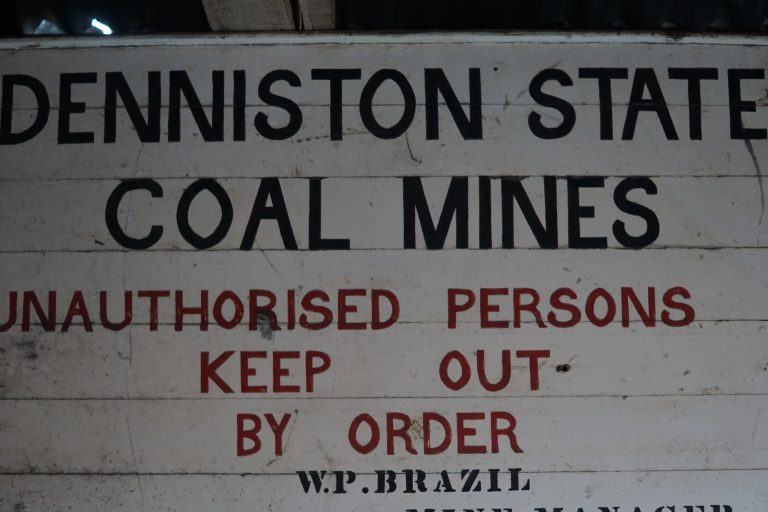 DENNISTON STATE
COAL MINES
UNAUTHORISED PERSONS
KEEP OUT
BY ORDER
W.P. BRAZIL
MINE MANAGER